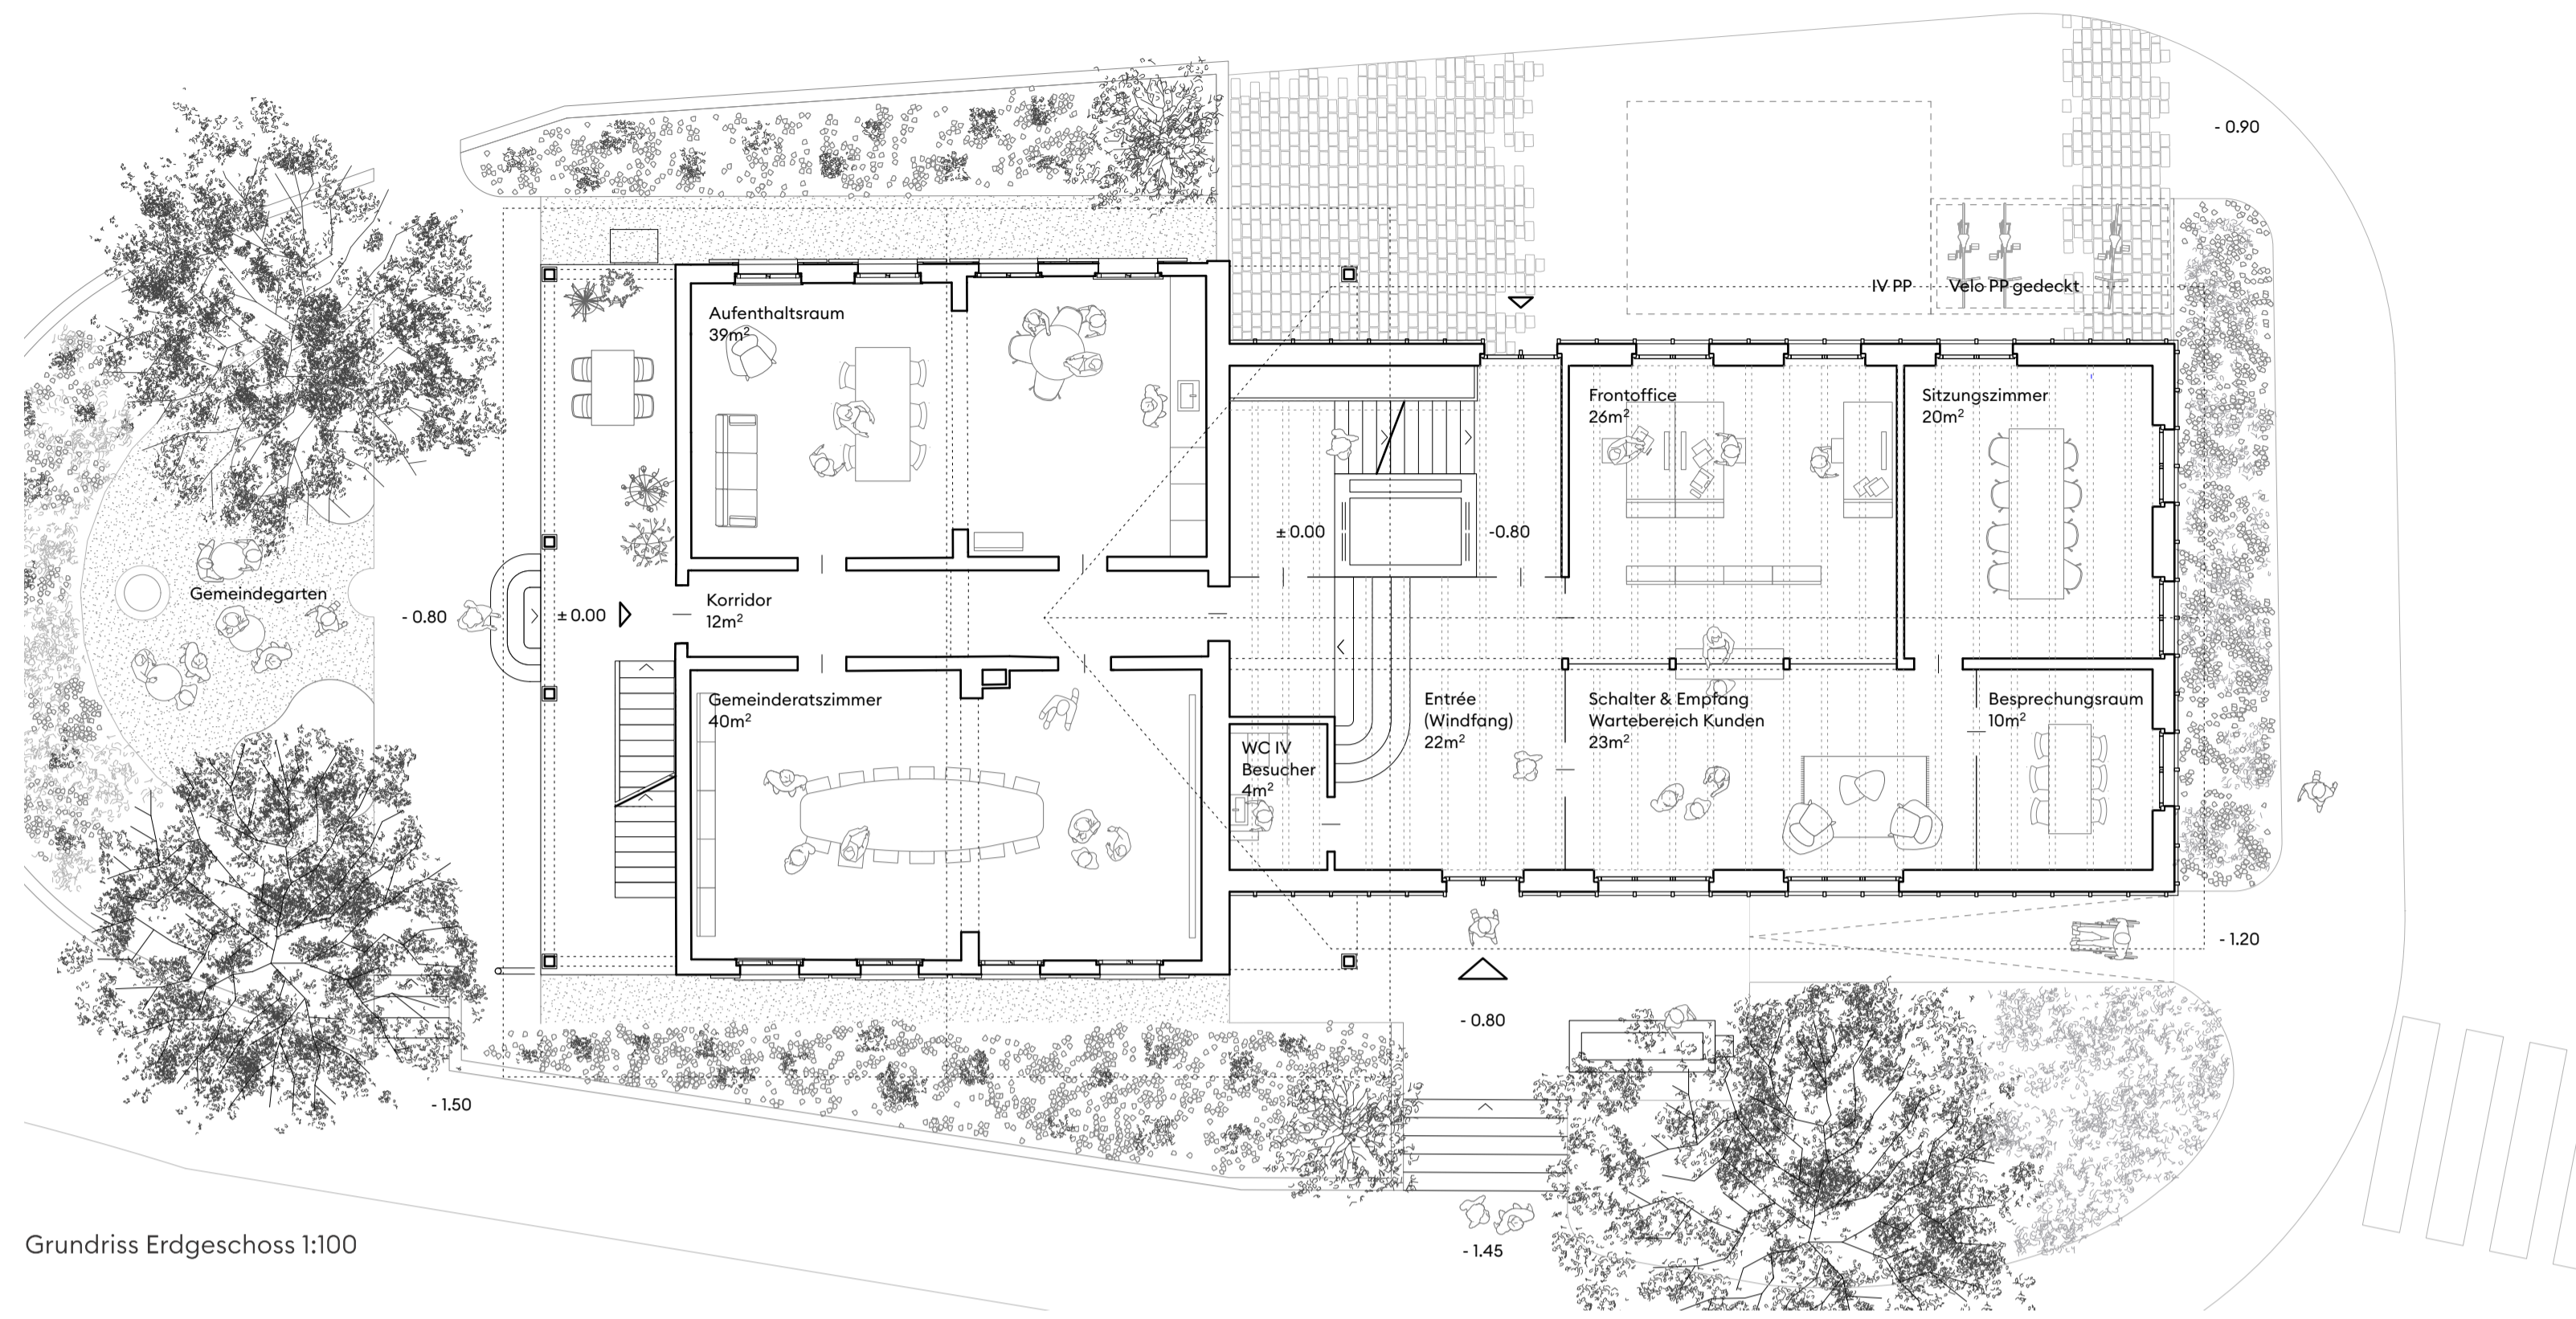 - 0.90
IV PP
Velo PP gedeckt
Aufenthaltsraum
39m²
Frontoffice
26m²
Sitzungszimmer
20m²
± 0.00
-0.80
Gemeindegarten
- 0.80
± 0.00
Korridor
12m²
Gemeinderatszimmer
40m²
WC IV
Besucher
4m²
Entrée
(Windfang)
22m²
Schalter & Empfang
Wartebereich Kunden
23m²
Besprechungsraum
10m²
- 1.20
- 0.80
- 1.50
- 1.45
Grundriss Erdgeschoss 1:100